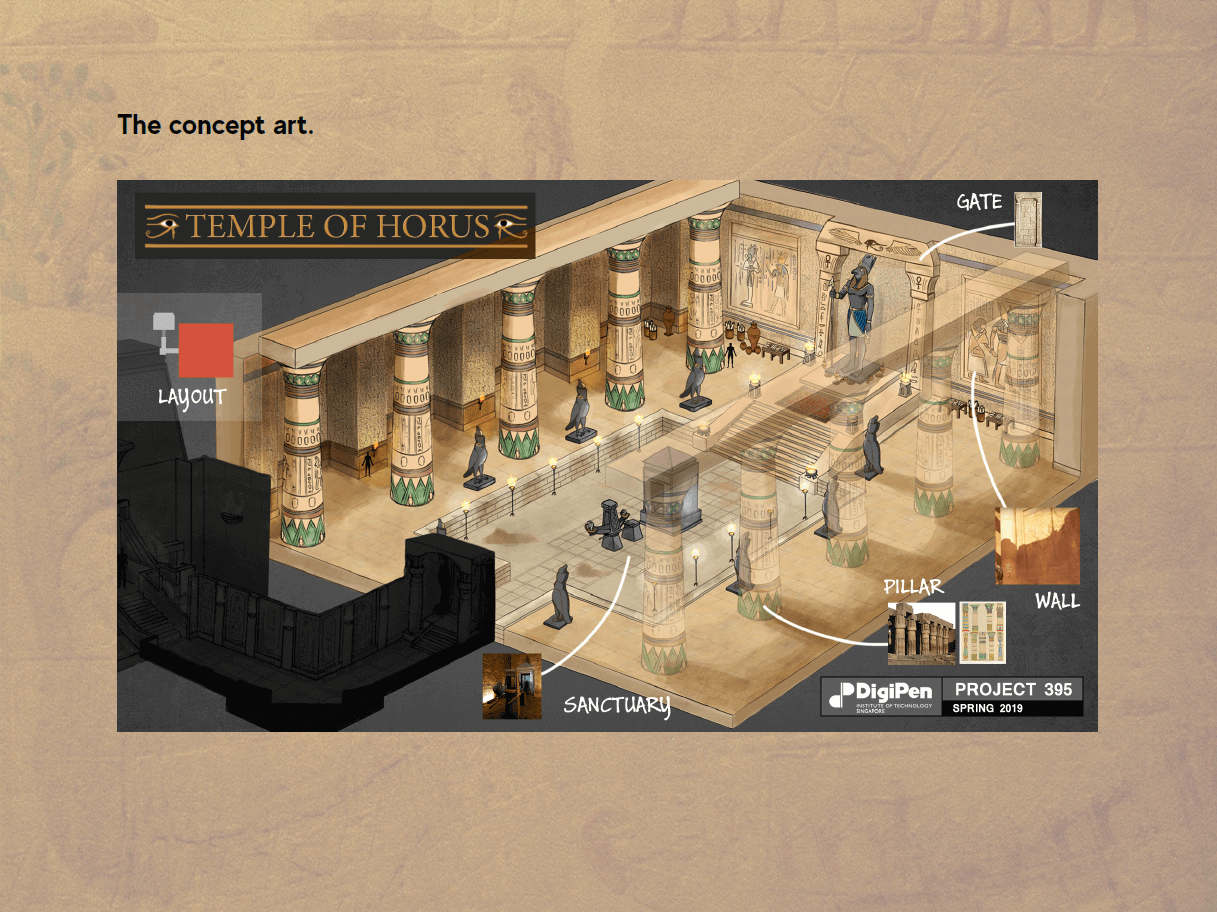 The concept art.
TEMPLE OF HORUS
GATE
LAYOUT
PILLAR
WALL
SANCTUARY
DigiPen
INSTITUTE OF TECHNOLOGY
SINGAPORE
PROJECT 395
SPRING 2019